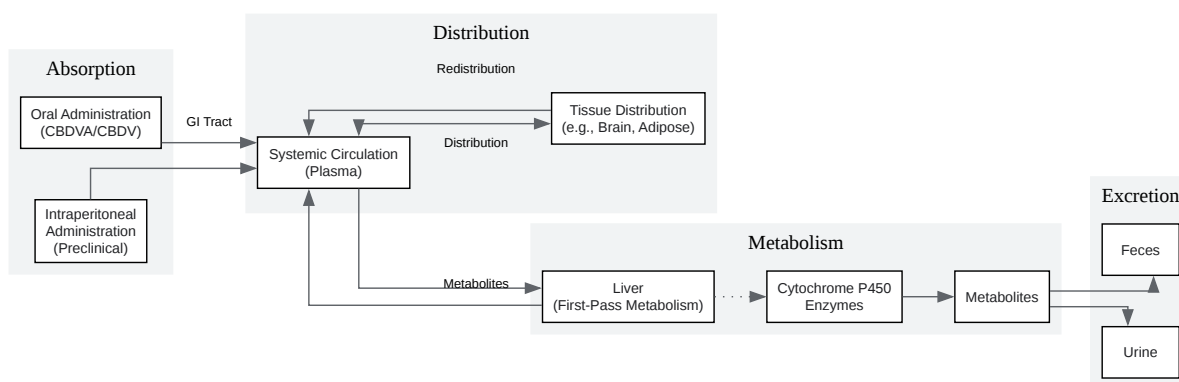 Distribution
Absorption
Redistribution
Oral Administration
(CBDVA/CBDV)
GI Tract
Tissue Distribution
(e.g., Brain, Adipose)
Distribution
Systemic Circulation
(Plasma)
Intraperitoneal
Administration
(Preclinical)
Excretion
Metabolism
Feces
Metabolites
Liver
(First-Pass Metabolism)
Cytochrome P450
Enzymes
Metabolites
Urine